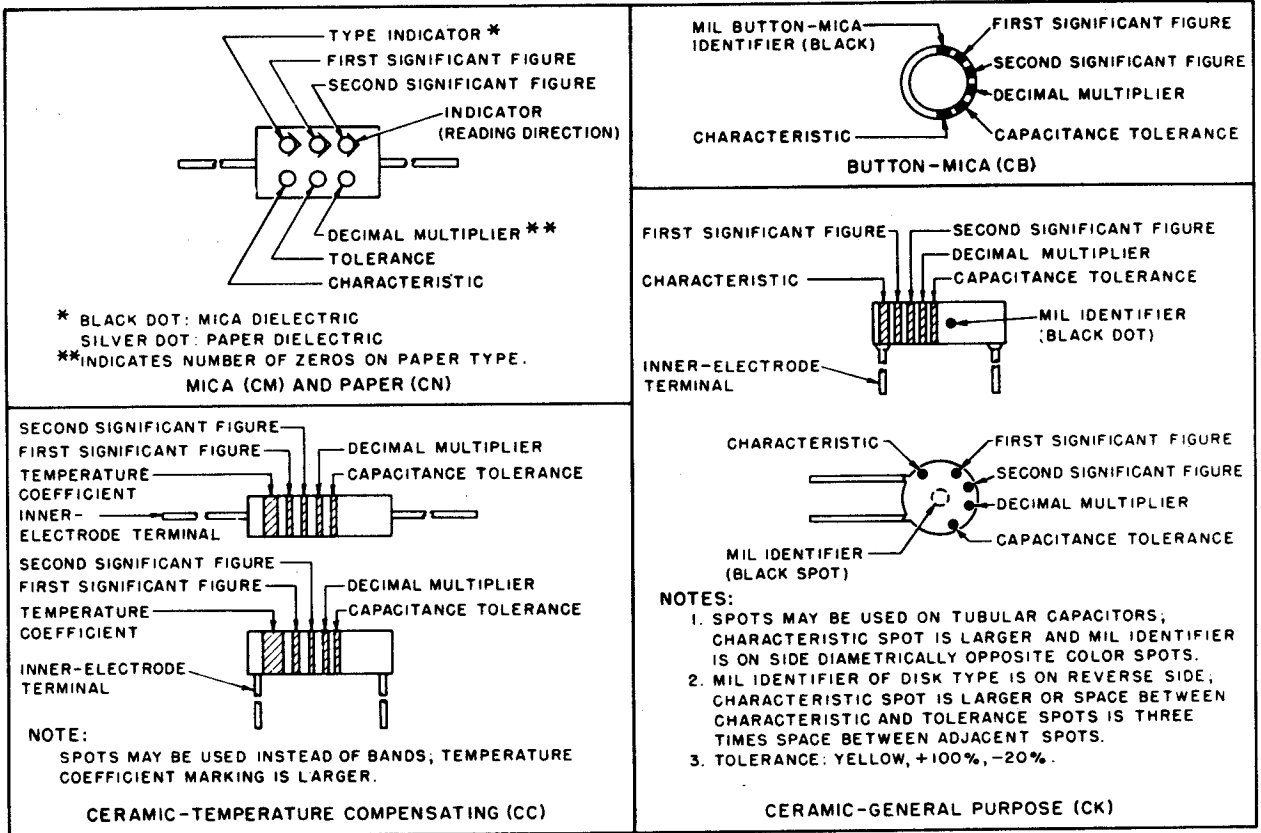 TYPE INDICATOR *
FIRST SIGNIFICANT FIGURE
SECOND SIGNIFICANT FIGURE
INDICATOR
(READING DIRECTION)
DECIMAL MULTIPLIER **
TOLERANCE
CHARACTERISTIC
* BLACK DOT: MICA DIELECTRIC
SILVER DOT: PAPER DIELECTRIC
**INDICATES NUMBER OF ZEROS ON PAPER TYPE.
MICA (CM) AND PAPER (CN)
MIL BUTTON-MICA
IDENTIFIER (BLACK)
FIRST SIGNIFICANT FIGURE
SECOND SIGNIFICANT FIGURE
DECIMAL MULTIPLIER
CHARACTERISTIC
CAPACITANCE TOLERANCE
BUTTON-MICA (CB)
SECOND SIGNIFICANT FIGURE
FIRST SIGNIFICANT FIGURE
DECIMAL MULTIPLIER
TEMPERATURE
COEFFICIENT
CAPACITANCE TOLERANCE
INNER-
ELECTRODE TERMINAL
SECOND SIGNIFICANT FIGURE
FIRST SIGNIFICANT FIGURE
DECIMAL MULTIPLIER
TEMPERATURE
COEFFICIENT
CAPACITANCE TOLERANCE
INNER-ELECTRODE
TERMINAL
NOTE:
SPOTS MAY BE USED INSTEAD OF BANDS; TEMPERATURE
COEFFICIENT MARKING IS LARGER.
CERAMIC-TEMPERATURE COMPENSATING (CC)
FIRST SIGNIFICANT FIGURE
SECOND SIGNIFICANT FIGURE
DECIMAL MULTIPLIER
CHARACTERISTIC
CAPACITANCE TOLERANCE
MIL IDENTIFIER
(BLACK DOT)
INNER-ELECTRODE
TERMINAL
CHARACTERISTIC
FIRST SIGNIFICANT FIGURE
SECOND SIGNIFICANT FIGURE
DECIMAL MULTIPLIER
CAPACITANCE TOLERANCE
MIL IDENTIFIER
(BLACK SPOT)
NOTES:
1. SPOTS MAY BE USED ON TUBULAR CAPACITORS;
CHARACTERISTIC SPOT IS LARGER AND MIL IDENTIFIER
IS ON SIDE DIAMETRICALLY OPPOSITE COLOR SPOTS.
2. MIL IDENTIFIER OF DISK TYPE IS ON REVERSE SIDE;
CHARACTERISTIC SPOT IS LARGER OR SPACE BETWEEN
CHARACTERISTIC AND TOLERANCE SPOTS IS THREE
TIMES SPACE BETWEEN ADJACENT SPOTS.
3. TOLERANCE: YELLOW, +100%, -20%.
CERAMIC-GENERAL PURPOSE (CK)